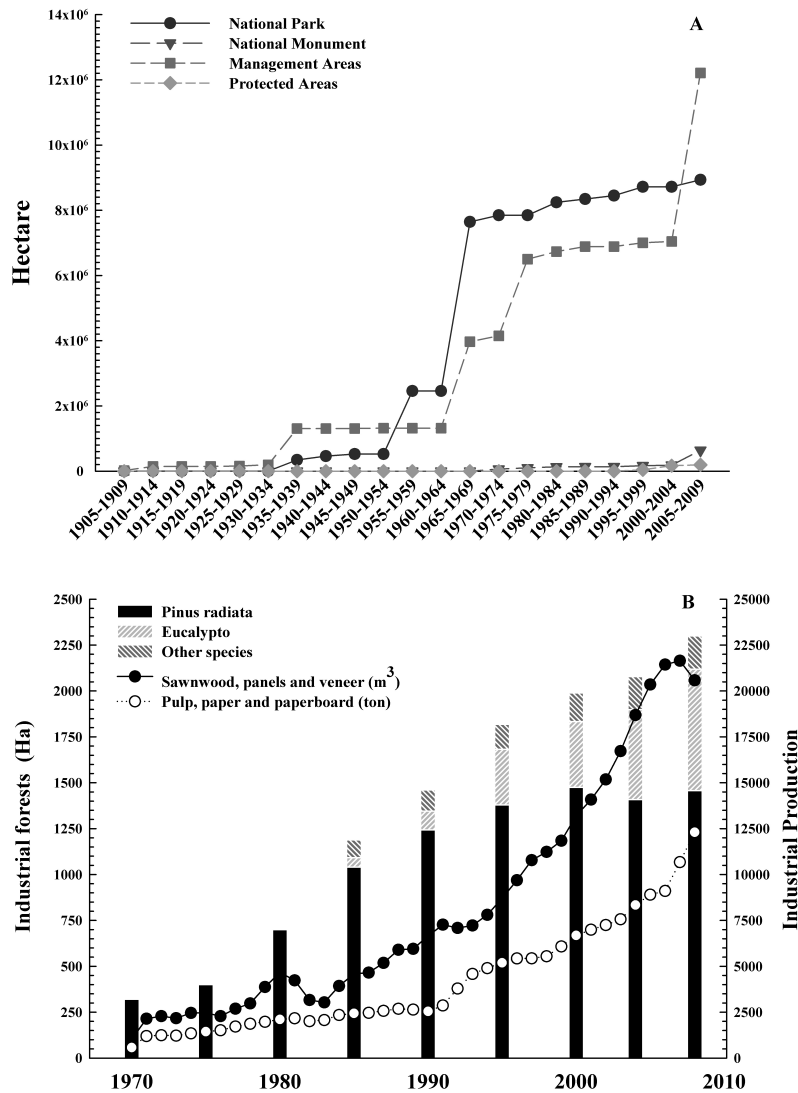 A
National Park
National Monument
Management Areas
Protected Areas
14x10⁶
12x10⁶
10x10⁶
8x10⁶
6x10⁶
4x10⁶
2x10⁶
0
Hectare
1905-1909
1910-1914
1915-1919
1920-1924
1925-1929
1930-1934
1935-1939
1940-1944
1945-1949
1950-1954
1955-1959
1960-1964
1965-1969
1970-1974
1975-1979
1980-1984
1985-1989
1990-1994
1995-1999
2000-2004
2005-2009
B
Pinus radiata
Eucalypto
Other species
Sawnwood, panels and veneer (m³)
Pulp, paper and paperboard (ton)
2500
2250
2000
1750
1500
1250
1000
750
500
250
0
Industrial forests (Ha)
25000
22500
20000
17500
15000
12500
10000
7500
5000
2500
0
Industrial Production
1970
1980
1990
2000
2010